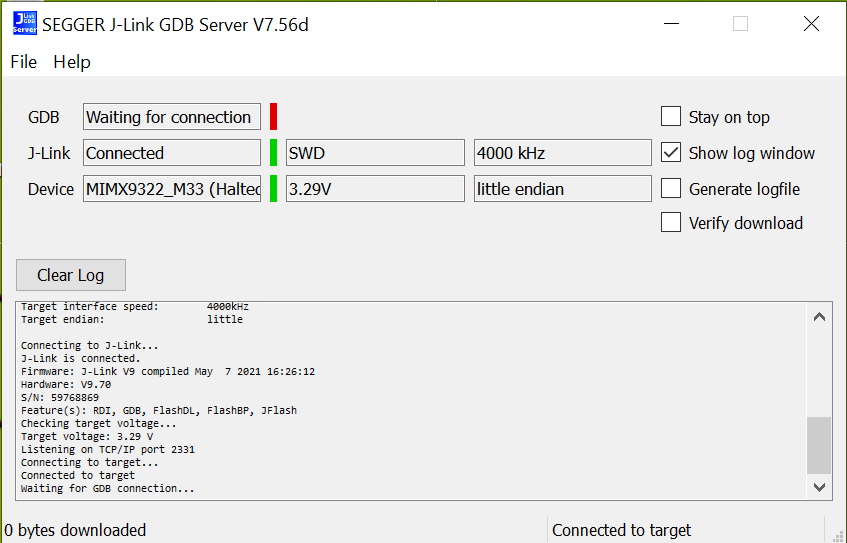 J Link GDB Server
SEGGER J-Link GDB Server V7.56d
File Help
GDB Waiting for connection Stay on top
J-Link Connected SWD 4000 kHz Show log window
Device MIMX9322_M33 (Halted 3.29V little endian Generate logfile
Verify download
Clear Log
Target interface speed: 4000kHz
Target endian: little
Connecting to J-Link...
J-Link is connected.
Firmware: J-Link V9 compiled May 7 2021 16:26:12
Hardware: V9.70
S/N: 59768869
Feature(s): RDI, GDB, FlashDL, FlashBP, JFlash
Checking target voltage...
Target voltage: 3.29 V
Listening on TCP/IP port 2331
Connecting to target...
Connected to target
Waiting for GDB connection...
0 bytes downloaded Connected to target